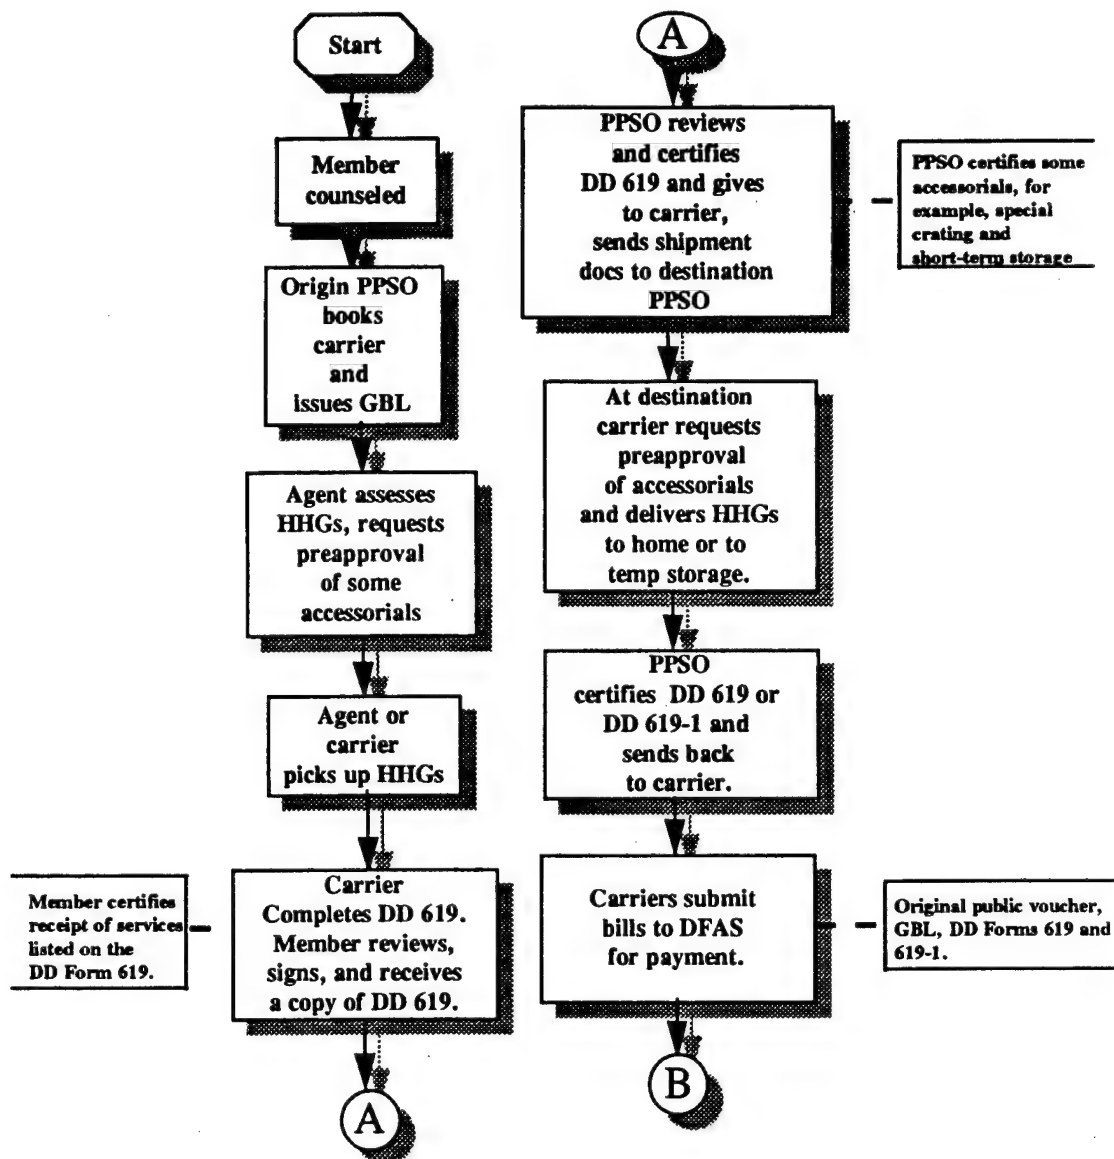 Start
Member
counseled
Origin PPSO
books
carrier
and
issues GBL
Agent assesses
HHGs, requests
preapproval
of some
accessorials
Agent or
carrier
picks up HHGs
Carrier
Completes DD 619.
Member reviews,
signs, and receives
a copy of DD 619.
Member certifies
receipt of services
listed on the
DD Form 619.
A
A
PPSO reviews
and certifies
DD 619 and gives
to carrier,
sends shipment
docs to destination
PPSO
PPSO certifies some
accessorials, for
example, special
crating and
short-term storage
At destination
carrier requests
preapproval
of accessorials
and delivers HHGs
to home or to
temp storage.
PPSO
certifies DD 619 or
DD 619-1 and
sends back
to carrier.
Carriers submit
bills to DFAS
for payment.
Original public voucher,
GBL, DD Forms 619 and
619-1.
B